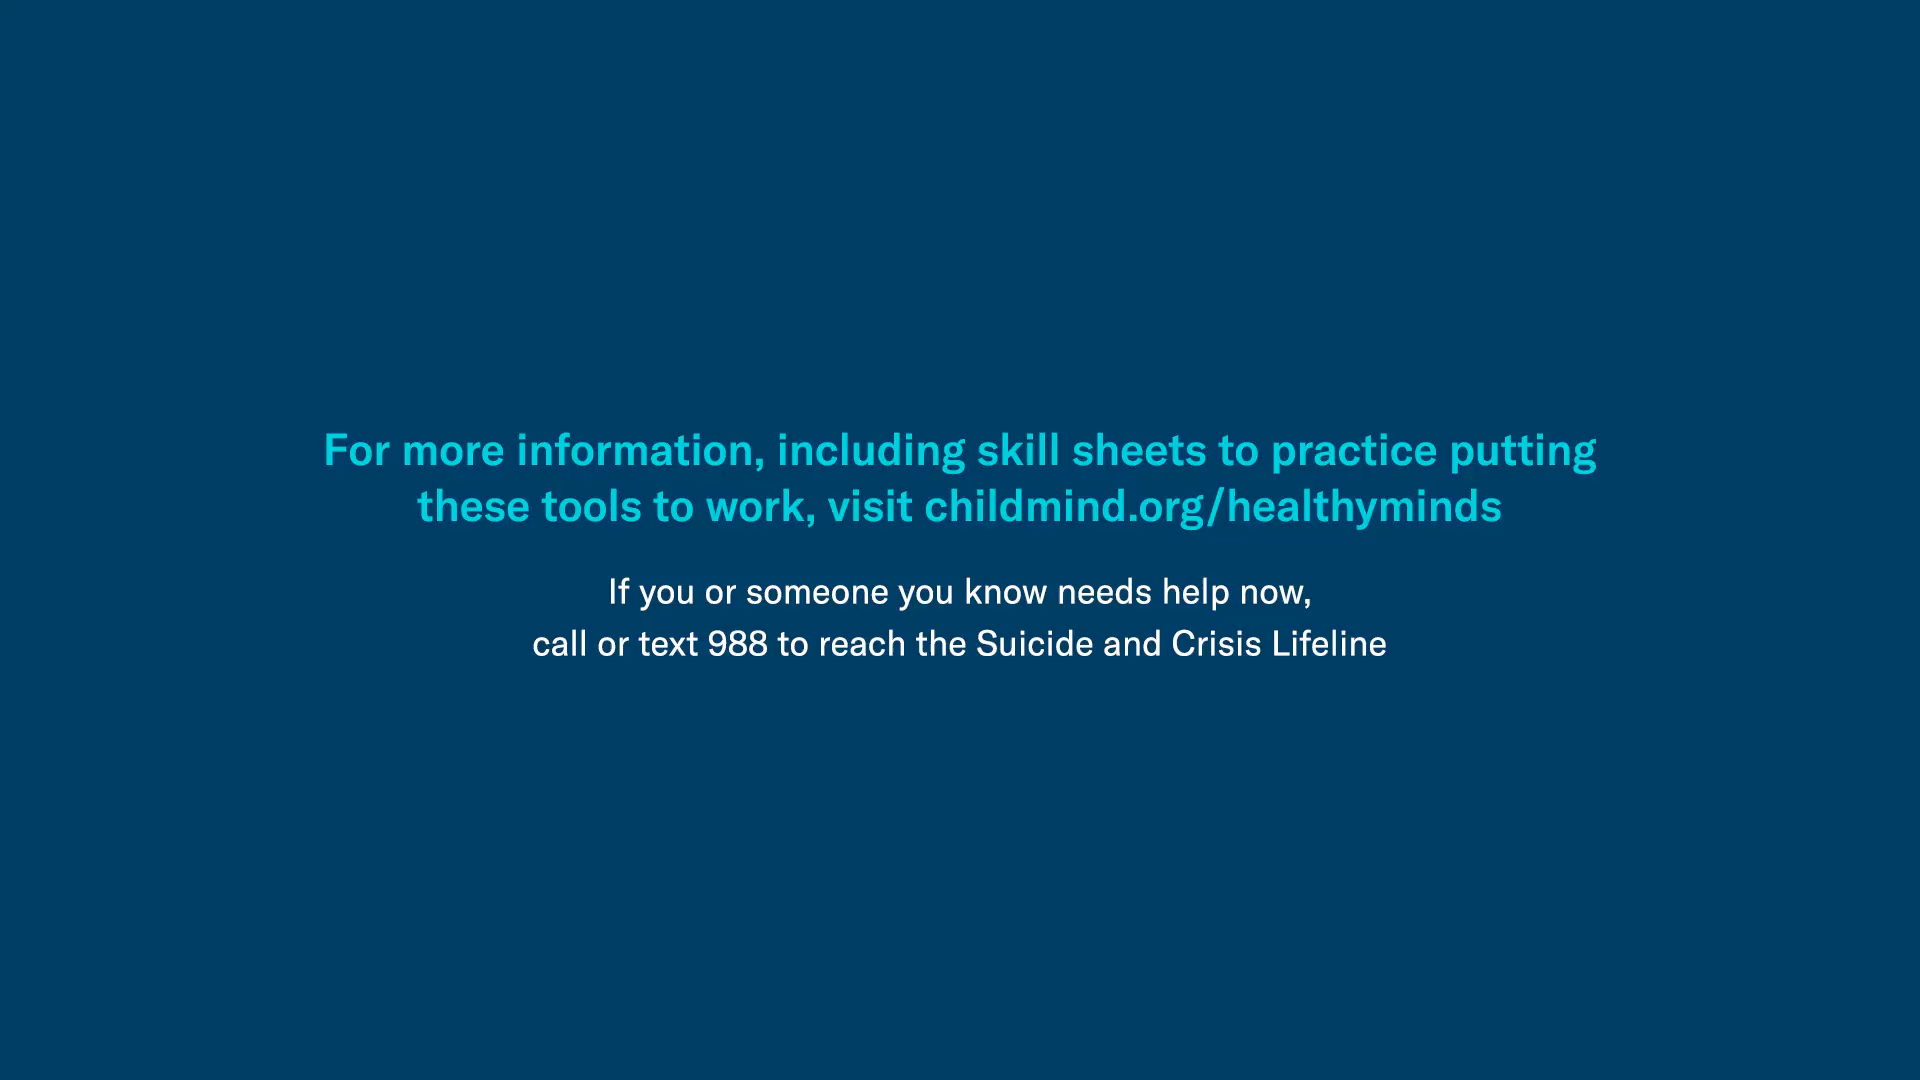 For more information, including skill sheets to practice putting
these tools to work, visit childmind.org/healthyminds
If you or someone you know needs help now,
call or text 988 to reach the Suicide and Crisis Lifeline